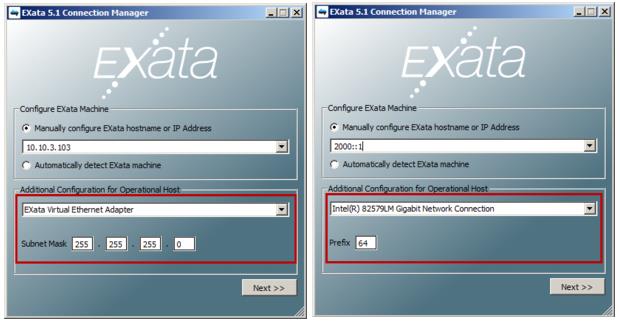 EXata 5.1 Connection Manager
EXata
Configure EXata Machine
Manually configure EXata hostname or IP Address
10.10.3.103
Automatically detect EXata machine
Additional Configuration for Operational Host
EXata Virtual Ethernet Adapter
Subnet Mask 255 . 255 . 255 . 0
Next >>
EXata 5.1 Connection Manager
EXata
Configure EXata Machine
Manually configure EXata hostname or IP Address
2000::1
Automatically detect EXata machine
Additional Configuration for Operational Host
Intel(R) 82579LM Gigabit Network Connection
Prefix 64
Next >>